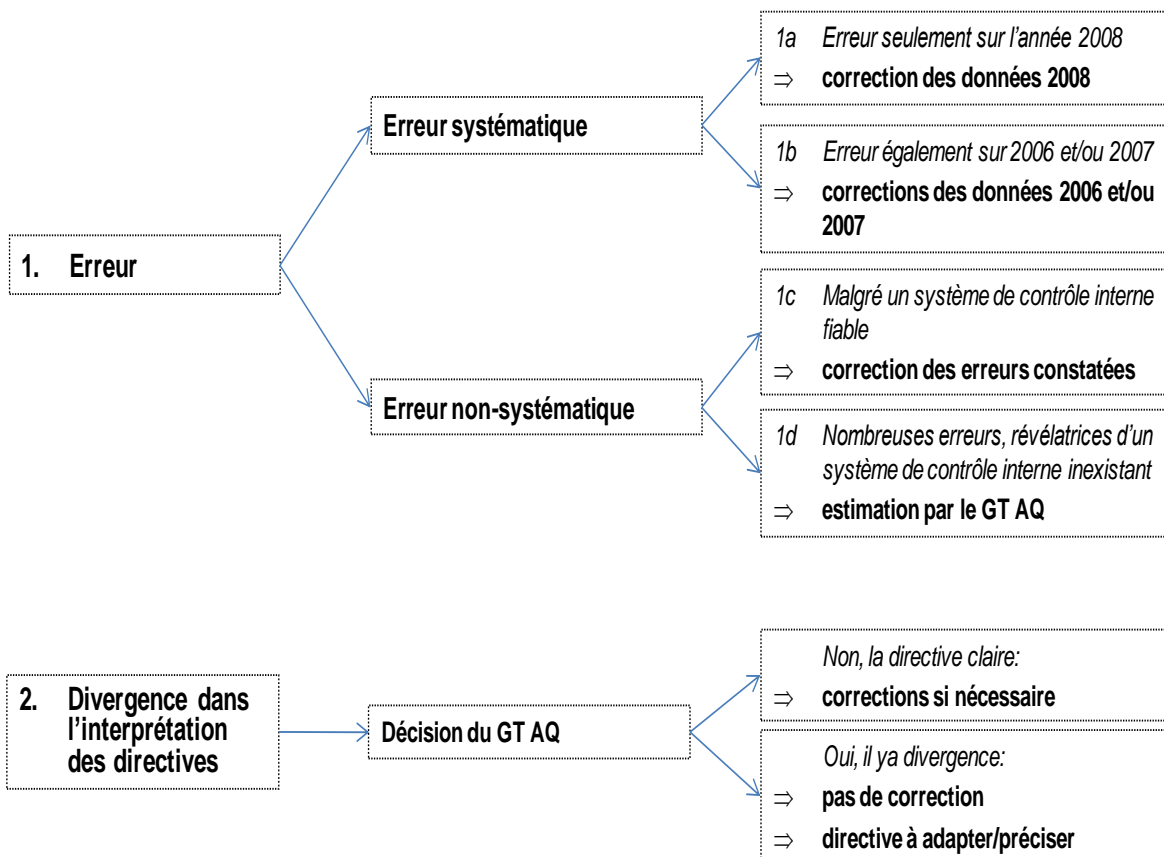 1. Erreur
Erreur systématique
1a Erreur seulement sur l'année 2008
⇒ correction des données 2008
1b Erreur également sur 2006 et/ou 2007
⇒ corrections des données 2006 et/ou
2007
Erreur non-systématique
1c Malgré un système de contrôle interne
fiable
⇒ correction des erreurs constatées
1d Nombreuses erreurs, révélatrices d'un
système de contrôle interne inexistant
⇒ estimation par le GT AQ
2. Divergence dans
l'interprétation
des directives
Décision du GT AQ
Non, la directive claire:
⇒ corrections si nécessaire
Oui, il ya divergence:
⇒ pas de correction
⇒ directive à adapter/préciser